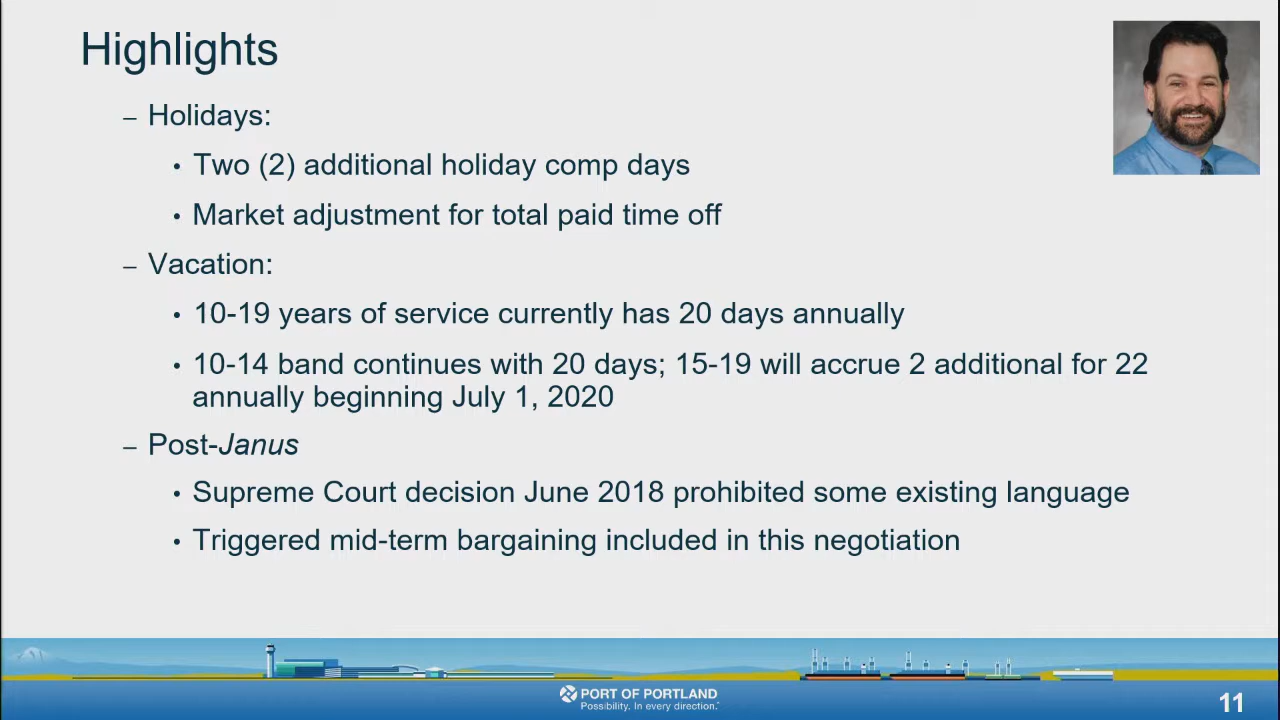 Highlights
– Holidays:
• Two (2) additional holiday comp days
• Market adjustment for total paid time off
– Vacation:
• 10-19 years of service currently has 20 days annually
• 10-14 band continues with 20 days; 15-19 will accrue 2 additional for 22
annually beginning July 1, 2020
– Post-Janus
• Supreme Court decision June 2018 prohibited some existing language
• Triggered mid-term bargaining included in this negotiation
PORT OF PORTLAND
Possibility. In every direction.™
11